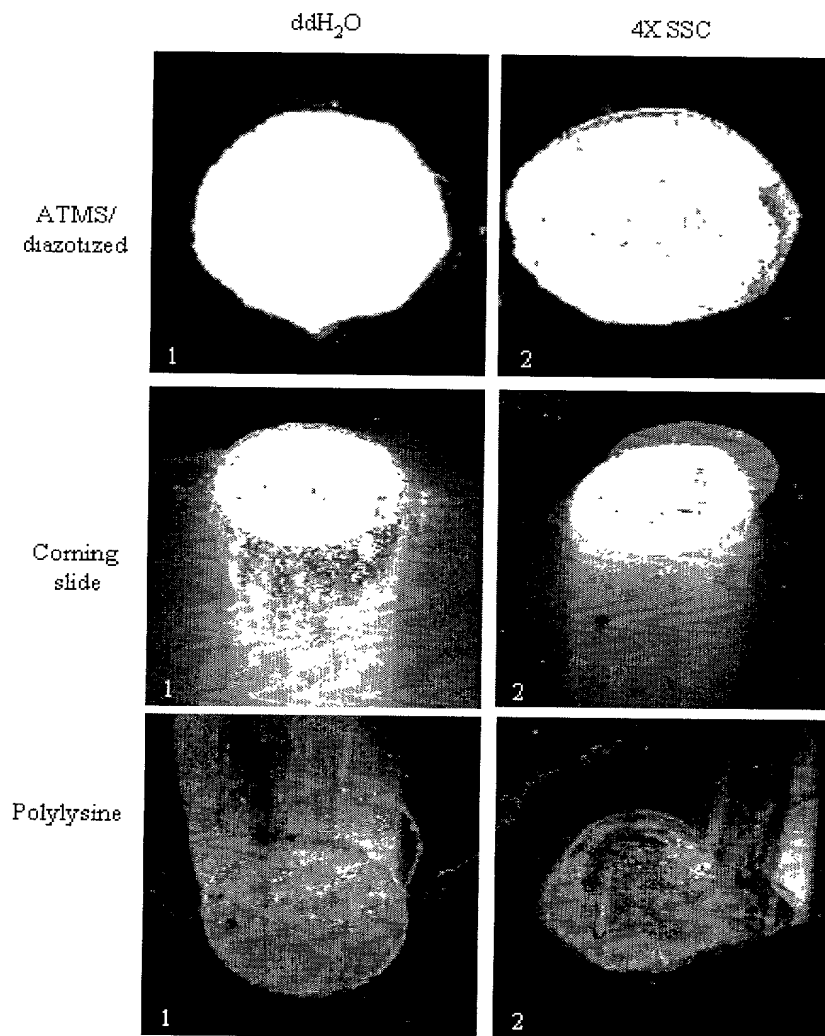 ddH₂O
4X SSC
ATMS/
diazotized
1
2
Corning
slide
1
2
Polylysine
1
2